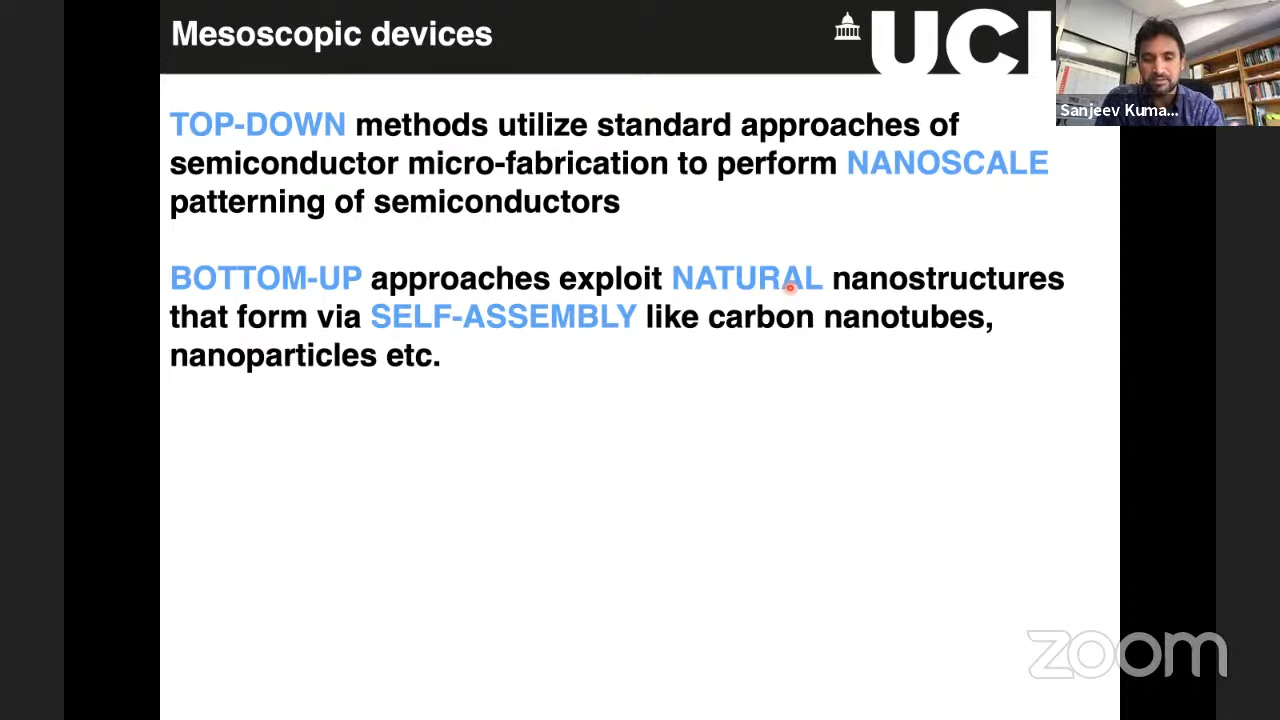 Mesoscopic devices
UCL
Sanjeev Kuma...
TOP-DOWN methods utilize standard approaches of
semiconductor micro-fabrication to perform NANOSCALE
patterning of semiconductors
BOTTOM-UP approaches exploit NATURAL nanostructures
that form via SELF-ASSEMBLY like carbon nanotubes,
nanoparticles etc.
zoom